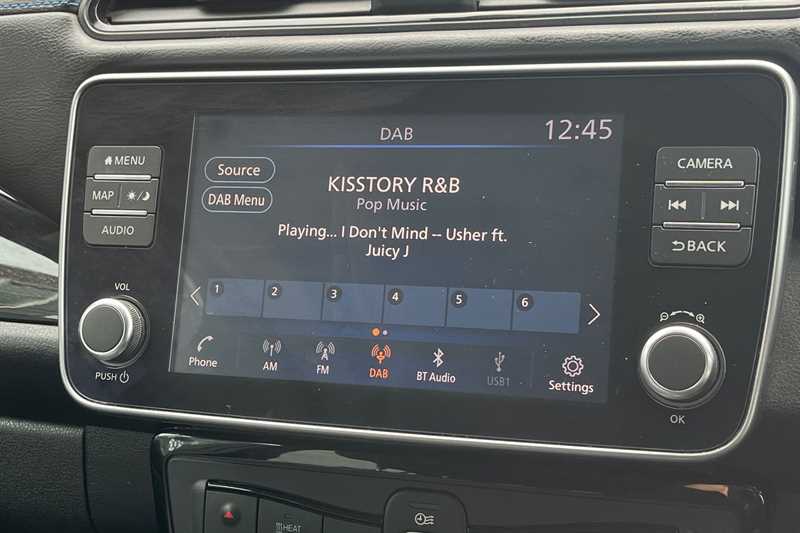 DAB
12:45
MENU
MAP
AUDIO
VOL
PUSH
Source
DAB Menu
KISSTORY R&B
Pop Music
Playing... I Don't Mind -- Usher ft.
Juicy J
1 2 3 4 5 6
Phone
AM
FM
DAB
BT Audio
USB1
Settings
CAMERA
BACK
OK
HEAT